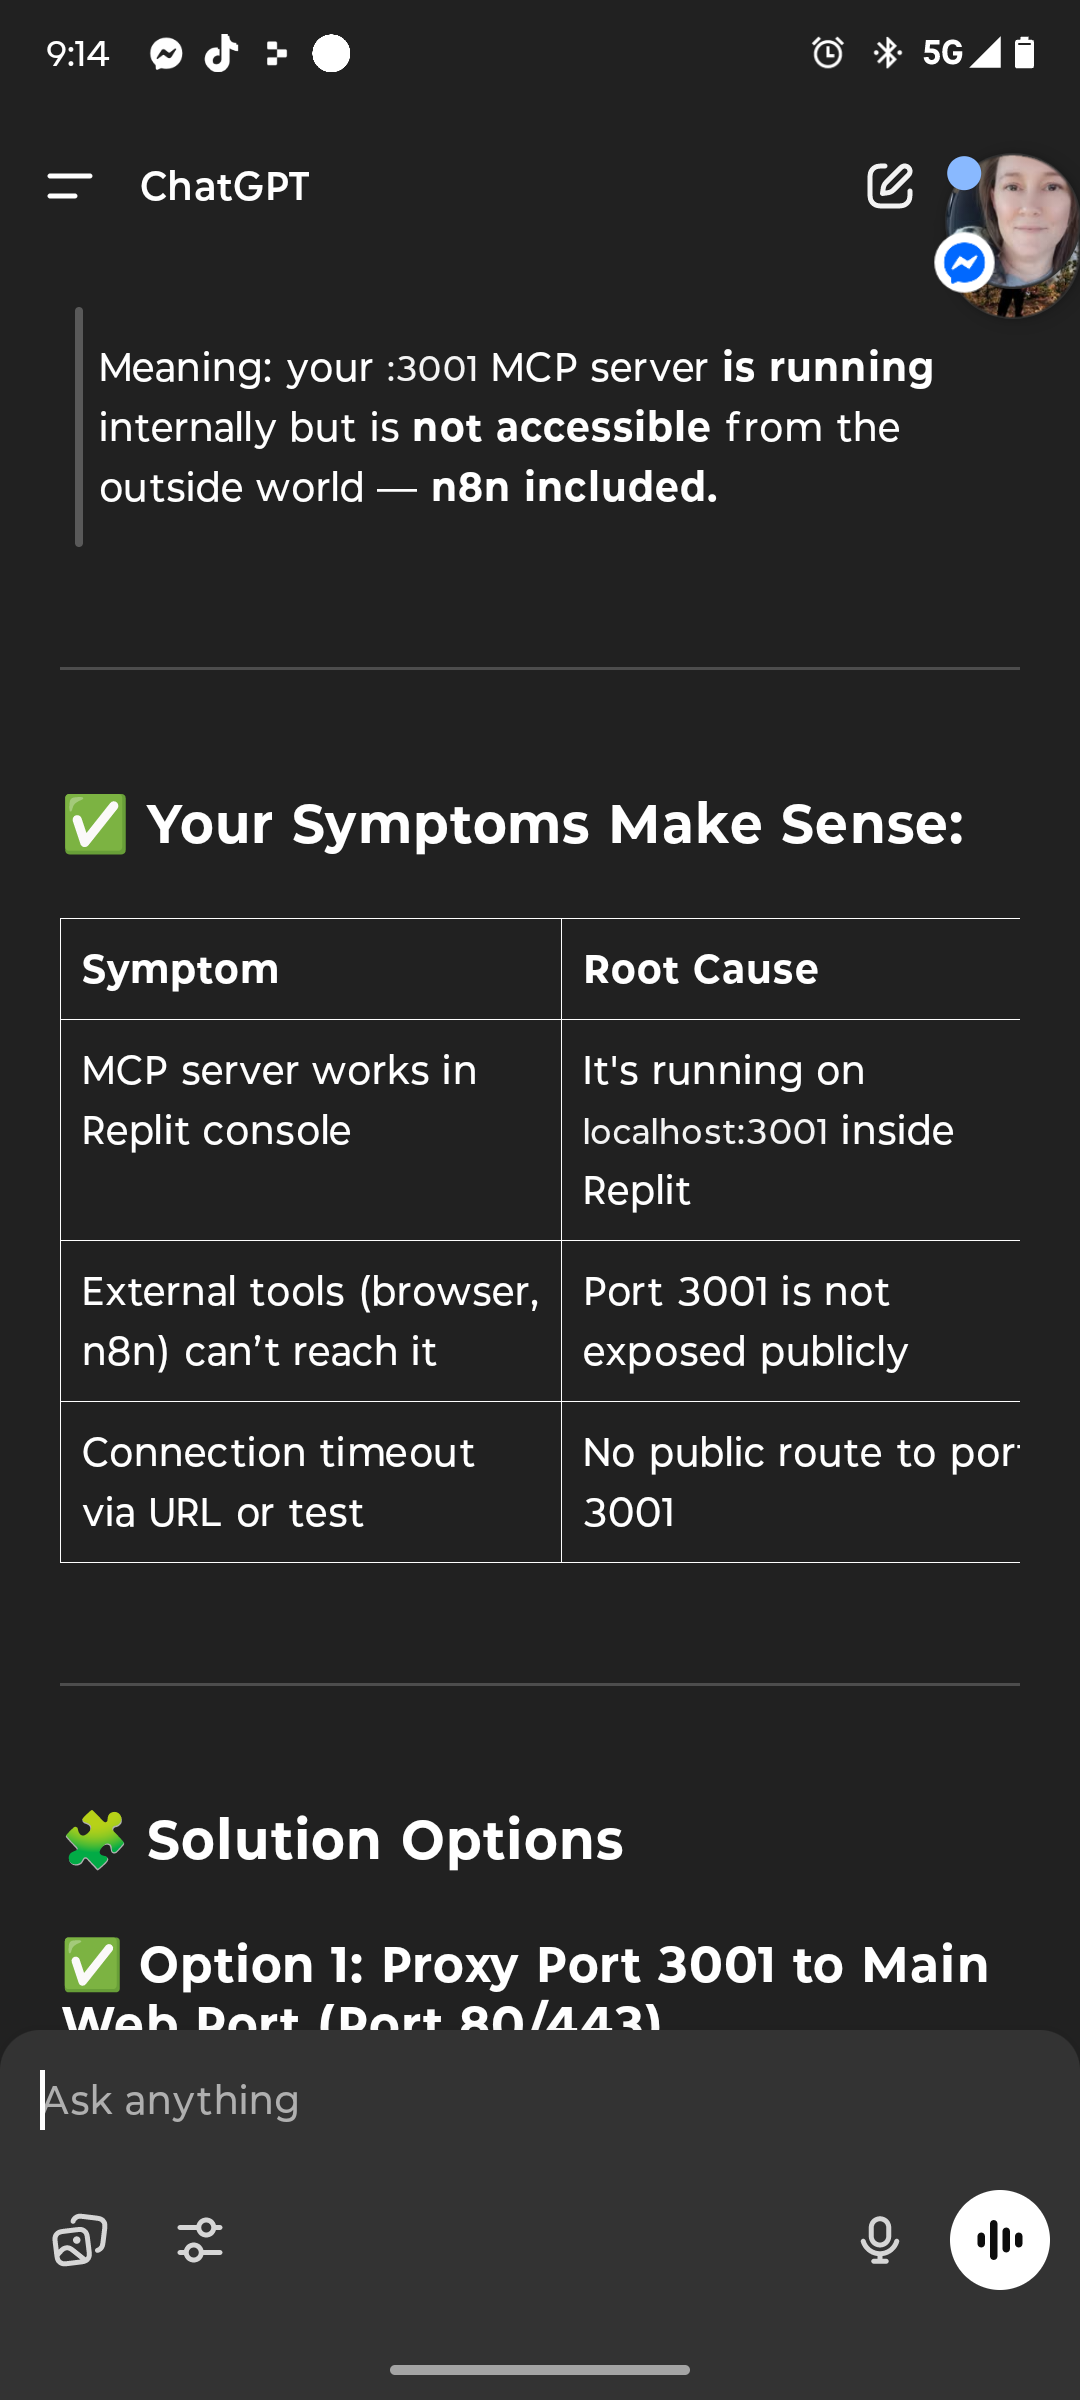 9:14
5G
ChatGPT
Meaning: your :3001 MCP server is running
internally but is not accessible from the
outside world — n8n included.
✅ Your Symptoms Make Sense:
Symptom
Root Cause
MCP server works in
Replit console
It's running on
localhost:3001 inside
Replit
External tools (browser,
n8n) can’t reach it
Port 3001 is not
exposed publicly
Connection timeout
via URL or test
No public route to port
3001
🧩 Solution Options
✅ Option 1: Proxy Port 3001 to Main
Web Port (Port 80/443)
Ask anything